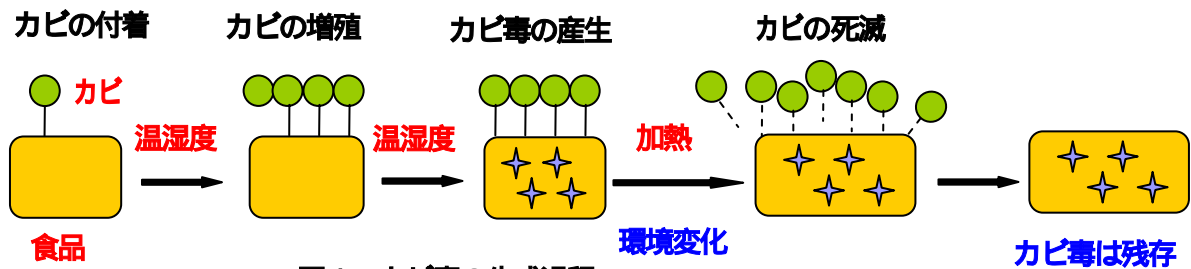 カビの付着
カビの増殖
カビ毒の産生
カビの死滅
カビ
温湿度
温湿度
加熱
食品
環境変化
カビ毒は残存